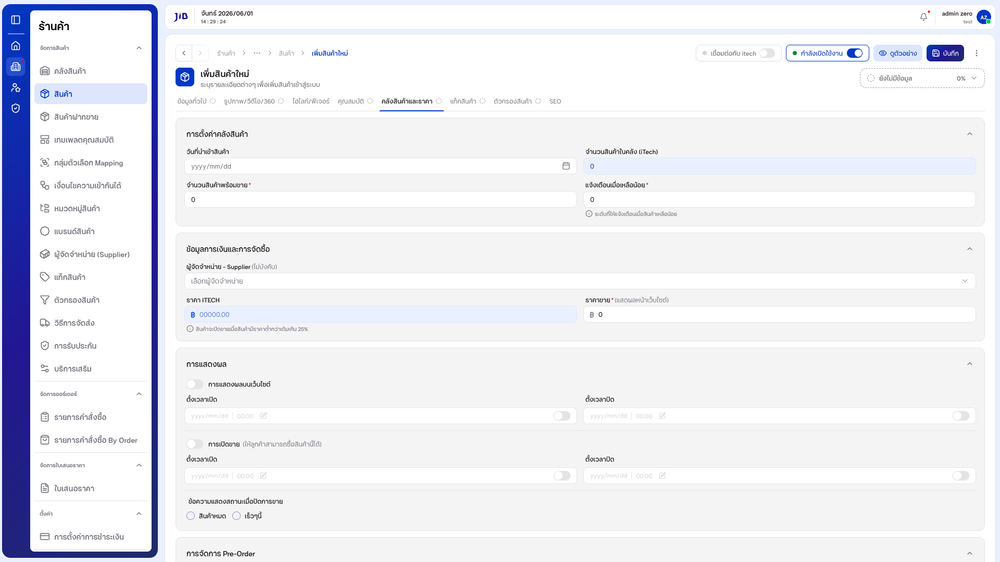 ร้านค้า
จัดการสินค้า
คลังสินค้า
สินค้า
สินค้าฝากขาย
เทมเพลตคุณสมบัติ
กลุ่มตัวเลือก Mapping
เงื่อนไขความเข้ากันได้
หมวดหมู่สินค้า
แบรนด์สินค้า
ผู้จัดจำหน่าย (Supplier)
แท็กสินค้า
ตัวกรองสินค้า
วิธีการจัดส่ง
การรับประกัน
บริการเสริม
จัดการออร์เดอร์
รายการคำสั่งซื้อ
รายการคำสั่งซื้อ By Order
จัดการใบเสนอราคา
ใบเสนอราคา
ตั้งค่า
การตั้งค่าการชำระเงิน
JIB
จันทร์ 2026/06/01
14 : 29 : 24
admin zero
test
AZ
ร้านค้า
สินค้า
เพิ่มสินค้าใหม่
เชื่อมต่อกับ itech
กำลังเปิดใช้งาน
ดูตัวอย่าง
บันทึก
เพิ่มสินค้าใหม่
ระบุรายละเอียดต่างๆ เพื่อเพิ่มสินค้าเข้าสู่ระบบ
ยังไม่มีข้อมูล 0%
ข้อมูลทั่วไป รูปภาพ/วีดีโอ/360 ไฮไลท์/ฟีเจอร์ คุณสมบัติ คลังสินค้าและราคา แท็กสินค้า ตัวกรองสินค้า SEO
การตั้งค่าคลังสินค้า
วันที่นำเข้าสินค้า จำนวนสินค้าในคลัง (iTech)
yyyy/mm/dd 0
จำนวนสินค้าพร้อมขาย* แจ้งเตือนเมื่อเหลือน้อย*
0 0
ระดับที่ให้แจ้งเตือนเมื่อสินค้าเหลือน้อย
ข้อมูลการเงินและการจัดซื้อ
ผู้จัดจำหน่าย - Supplier (ไม่บังคับ)
เลือกผู้จัดจำหน่าย
ราคา ITECH ราคาขาย* (แสดงผลหน้าเว็บไซต์)
฿ 00000.00 ฿ 0
สินค้าจะปิดขายเมื่อสินค้ามีราคาต่ำกว่าเดิมเกิน 25%
การแสดงผล
การแสดงผลบนเว็บไซต์
ตั้งเวลาเปิด ตั้งเวลาปิด
yyyy/mm/dd 00:00 yyyy/mm/dd 00:00
การเปิดขาย (ให้ลูกค้าสามารถซื้อสินค้านี้ได้)
ตั้งเวลาเปิด ตั้งเวลาปิด
yyyy/mm/dd 00:00 yyyy/mm/dd 00:00
ข้อความแสดงสถานะเมื่อปิดการขาย
สินค้าหมด เร็วๆนี้
การจัดการ Pre-Order